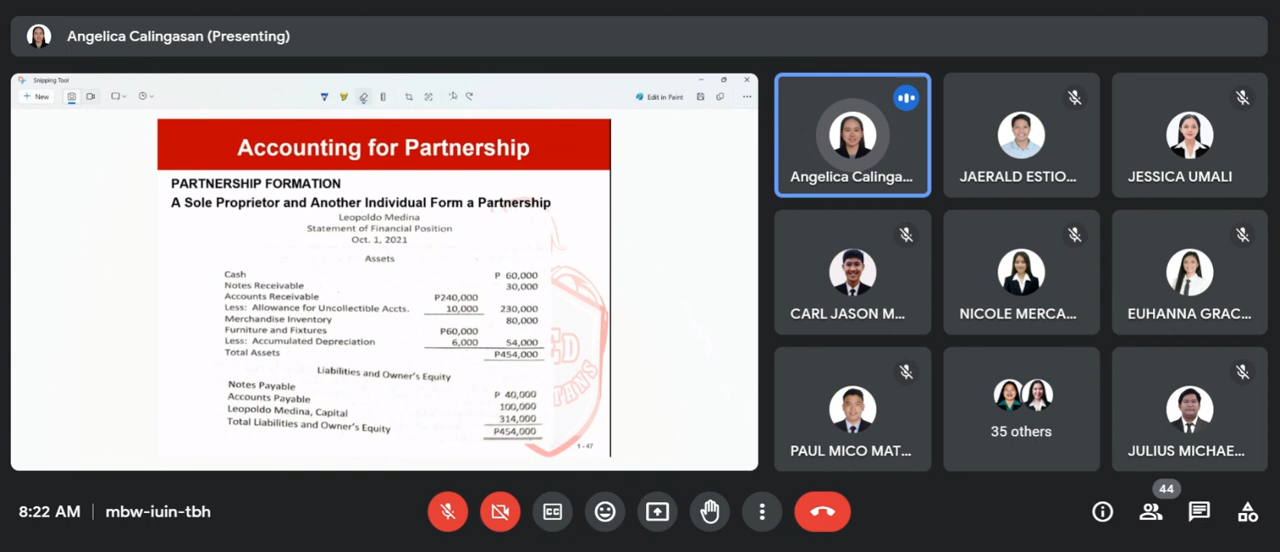 Angelica Calingasan (Presenting)
Snipping Tool
New
Edit in Paint
Accounting for Partnership
PARTNERSHIP FORMATION
A Sole Proprietor and Another Individual Form a Partnership
Leopoldo Medina
Statement of Financial Position
Oct. 1, 2021
Assets
Cash P 60,000
Notes Receivable 30,000
Accounts Receivable P240,000
Less: Allowance for Uncollectible Accts. 10,000 230,000
Merchandise Inventory 80,000
Furniture and Fixtures P60,000
Less: Accumulated Depreciation 6,000 54,000
Total Assets P454,000
Liabilities and Owner's Equity
Notes Payable P 40,000
Accounts Payable 100,000
Leopoldo Medina, Capital 314,000
Total Liabilities and Owner's Equity P454,000
1 - 47
Angelica Calinga...
JAERALD ESTIO...
JESSICA UMALI
CARL JASON M...
NICOLE MERCA...
EUHANNA GRAC...
PAUL MICO MAT...
35 others
JULIUS MICHAE...
8:22 AM
mbw-iuin-tbh
44